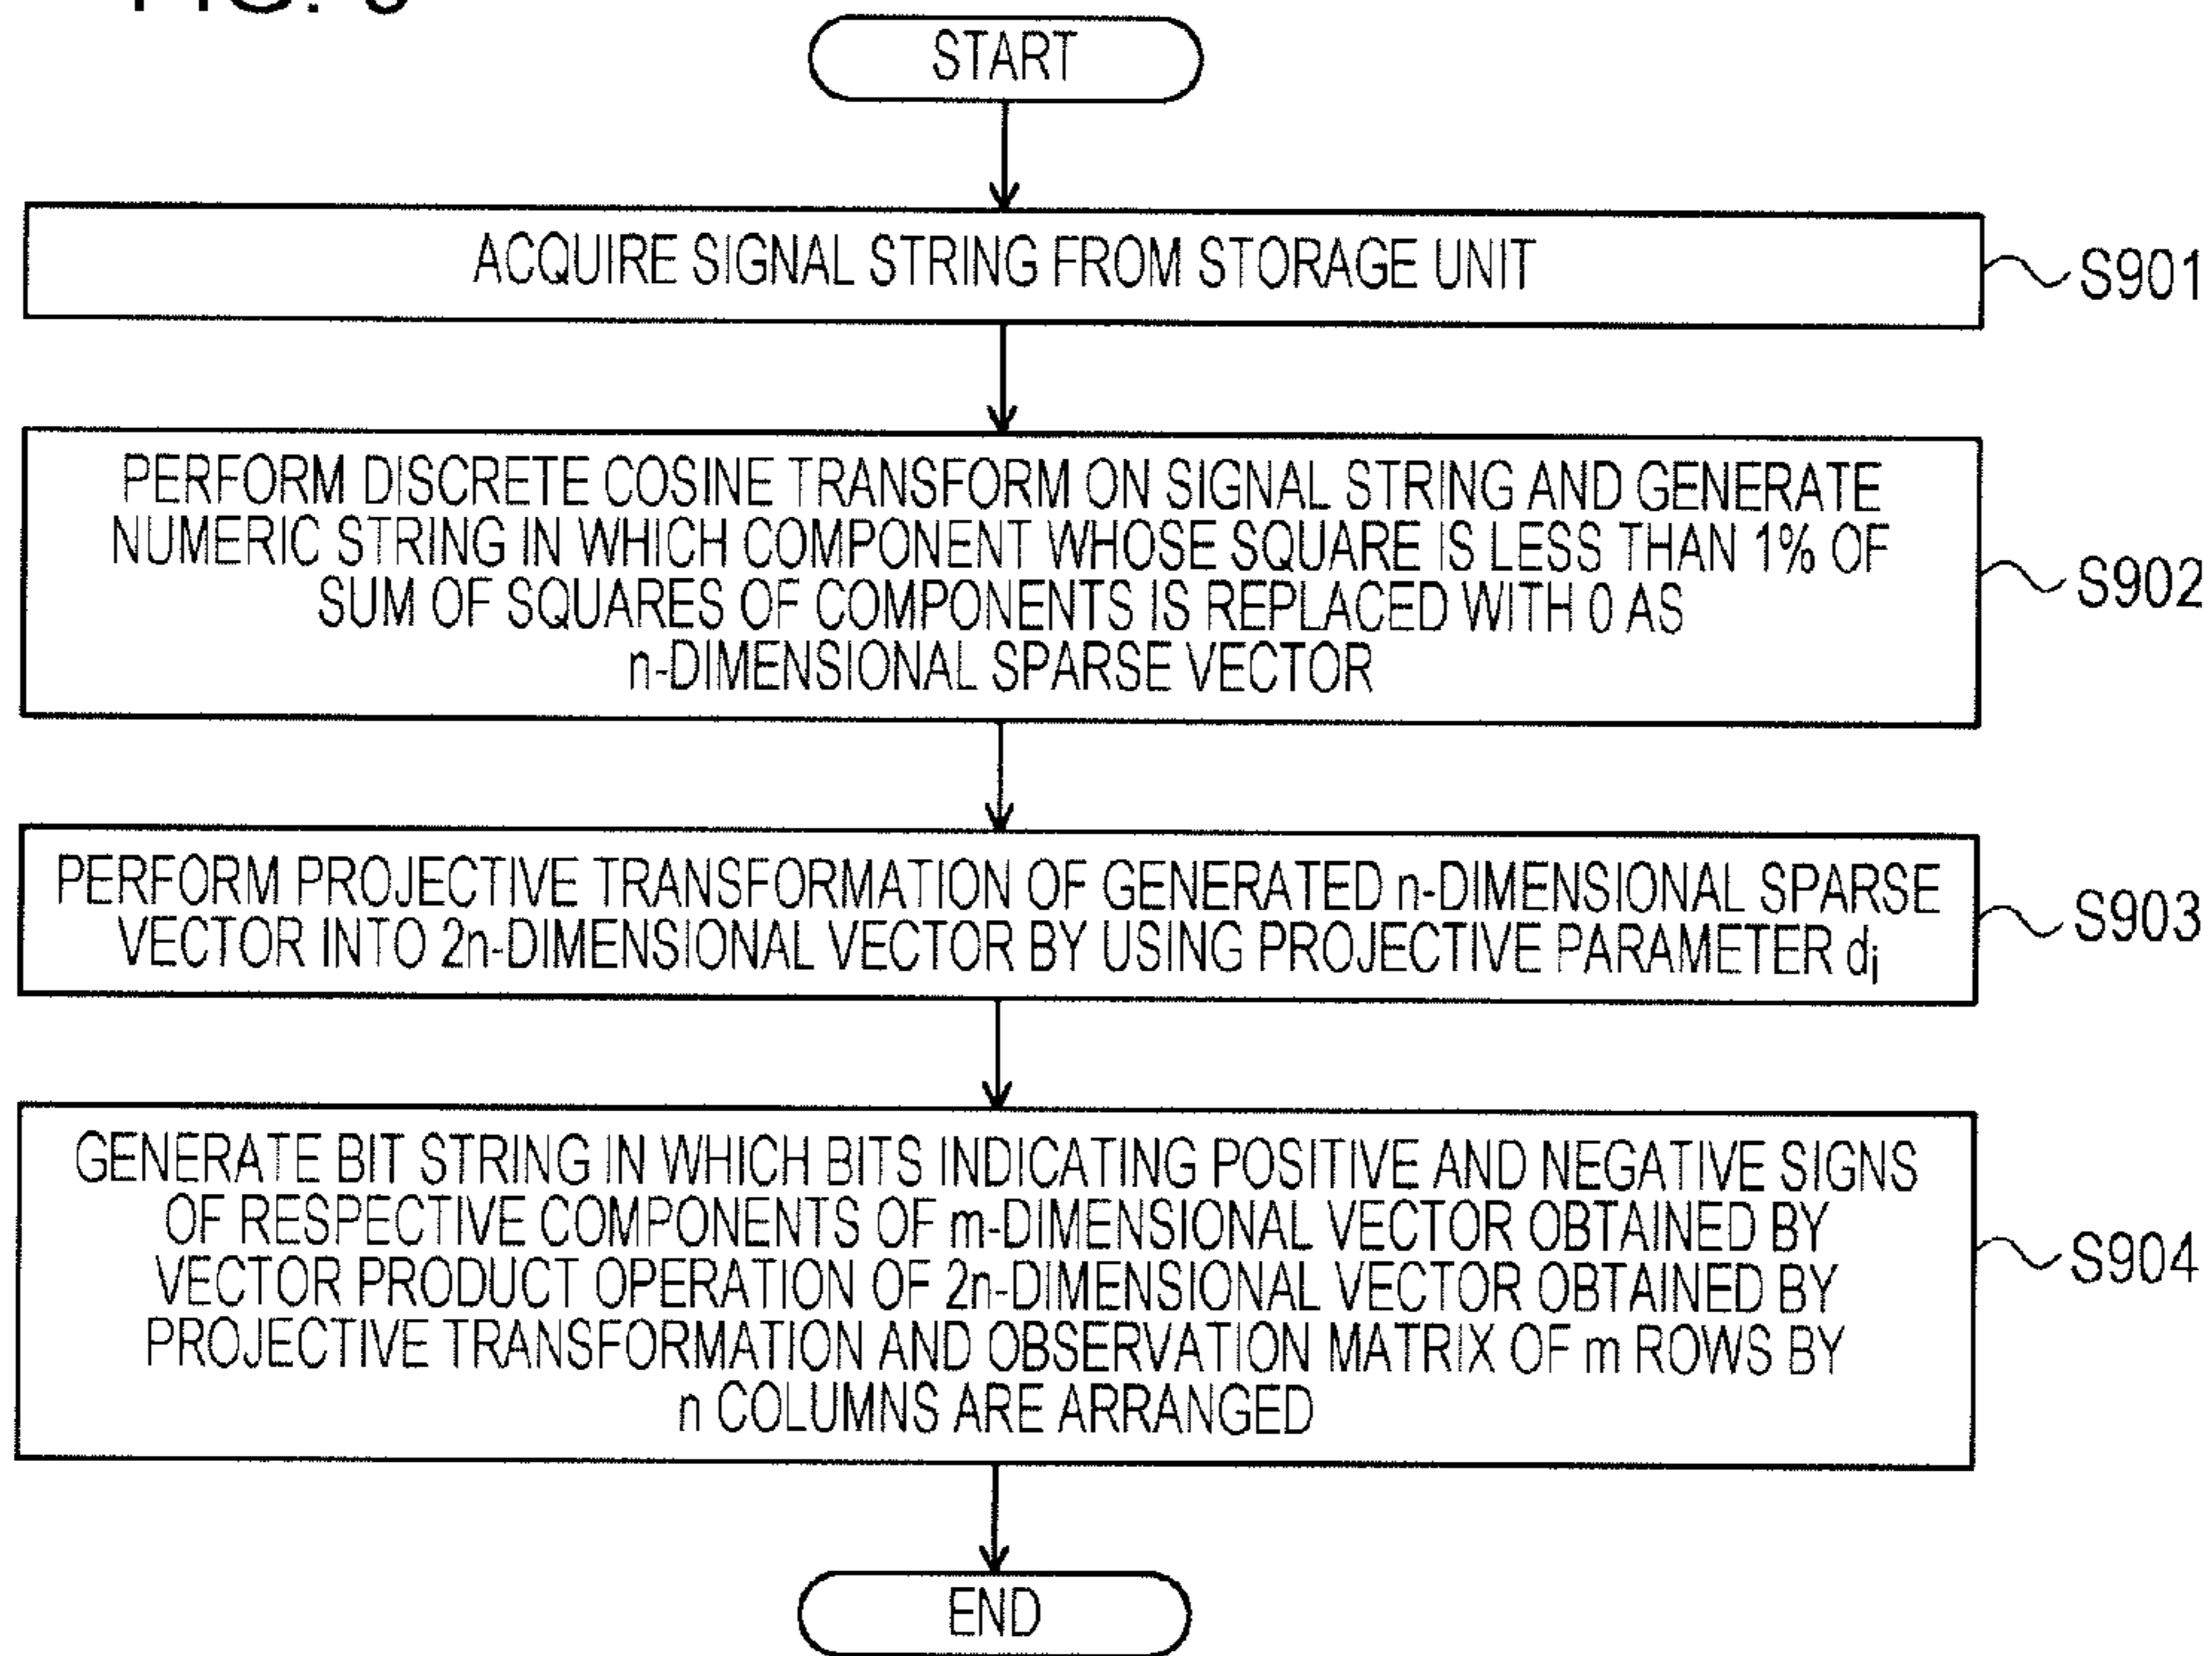 START
ACQUIRE SIGNAL STRING FROM STORAGE UNIT
S901
PERFORM DISCRETE COSINE TRANSFORM ON SIGNAL STRING AND GENERATE
NUMERIC STRING IN WHICH COMPONENT WHOSE SQUARE IS LESS THAN 1% OF
SUM OF SQUARES OF COMPONENTS IS REPLACED WITH 0 AS
n-DIMENSIONAL SPARSE VECTOR
S902
PERFORM PROJECTIVE TRANSFORMATION OF GENERATED n-DIMENSIONAL SPARSE
VECTOR INTO 2n-DIMENSIONAL VECTOR BY USING PROJECTIVE PARAMETER di
S903
GENERATE BIT STRING IN WHICH BITS INDICATING POSITIVE AND NEGATIVE SIGNS
OF RESPECTIVE COMPONENTS OF m-DIMENSIONAL VECTOR OBTAINED BY
VECTOR PRODUCT OPERATION OF 2n-DIMENSIONAL VECTOR OBTAINED BY
PROJECTIVE TRANSFORMATION AND OBSERVATION MATRIX OF m ROWS BY
n COLUMNS ARE ARRANGED
S904
END